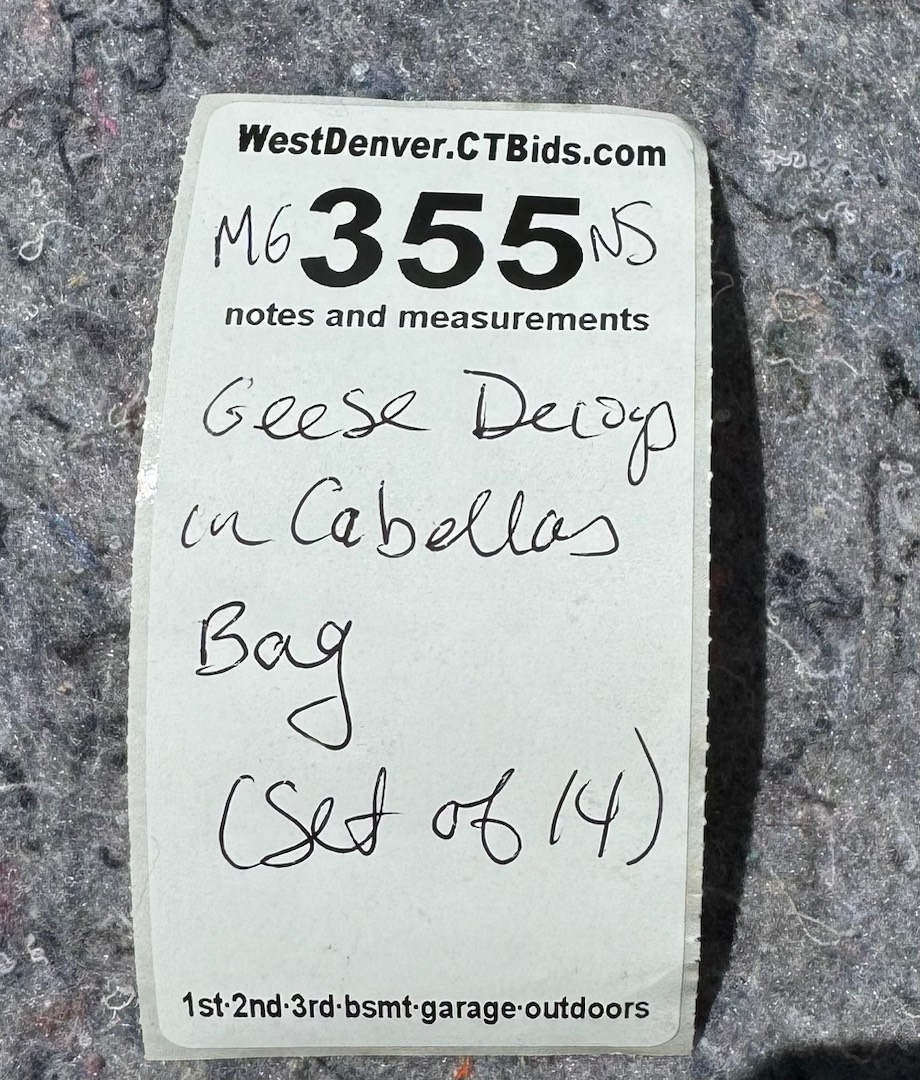 WestDenver.CTBids.com
MG 355 NS
notes and measurements
Geese Decoys
in Cabellas
Bag
(Set of 14)
1st·2nd·3rd·bsmt·garage·outdoors